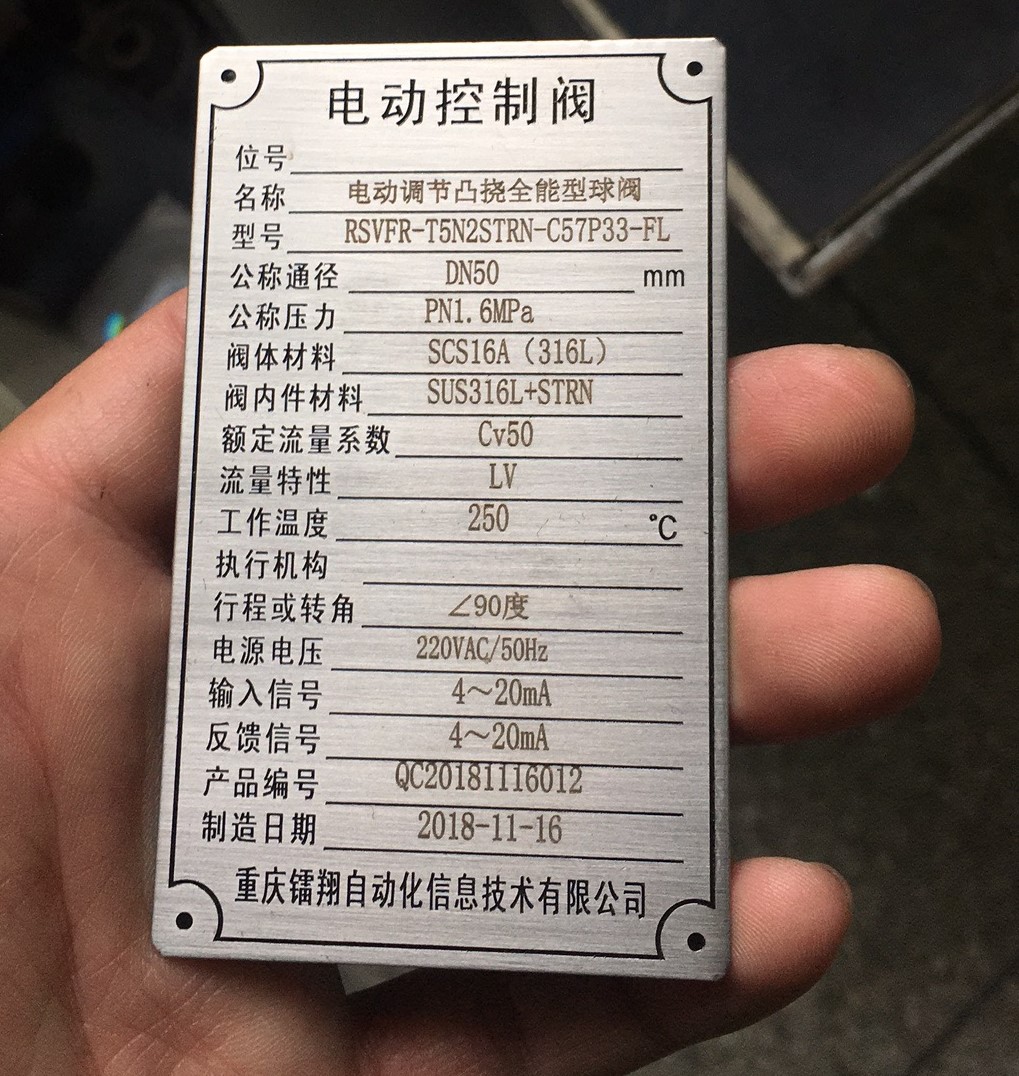 电动控制阀
位号
名称 电动调节凸挠全能型球阀
型号 RSVFR-T5N2STRN-C57P33-FL
公称通径 DN50 mm
公称压力 PN1.6MPa
阀体材料 SCS16A（316L）
阀内件材料 SUS316L+STRN
额定流量系数 Cv50
流量特性 LV
工作温度 250 ℃
执行机构
行程或转角 ∠90度
电源电压 220VAC/50Hz
输入信号 4～20mA
反馈信号 4～20mA
产品编号 QC20181116012
制造日期 2018-11-16
重庆镭翔自动化信息技术有限公司